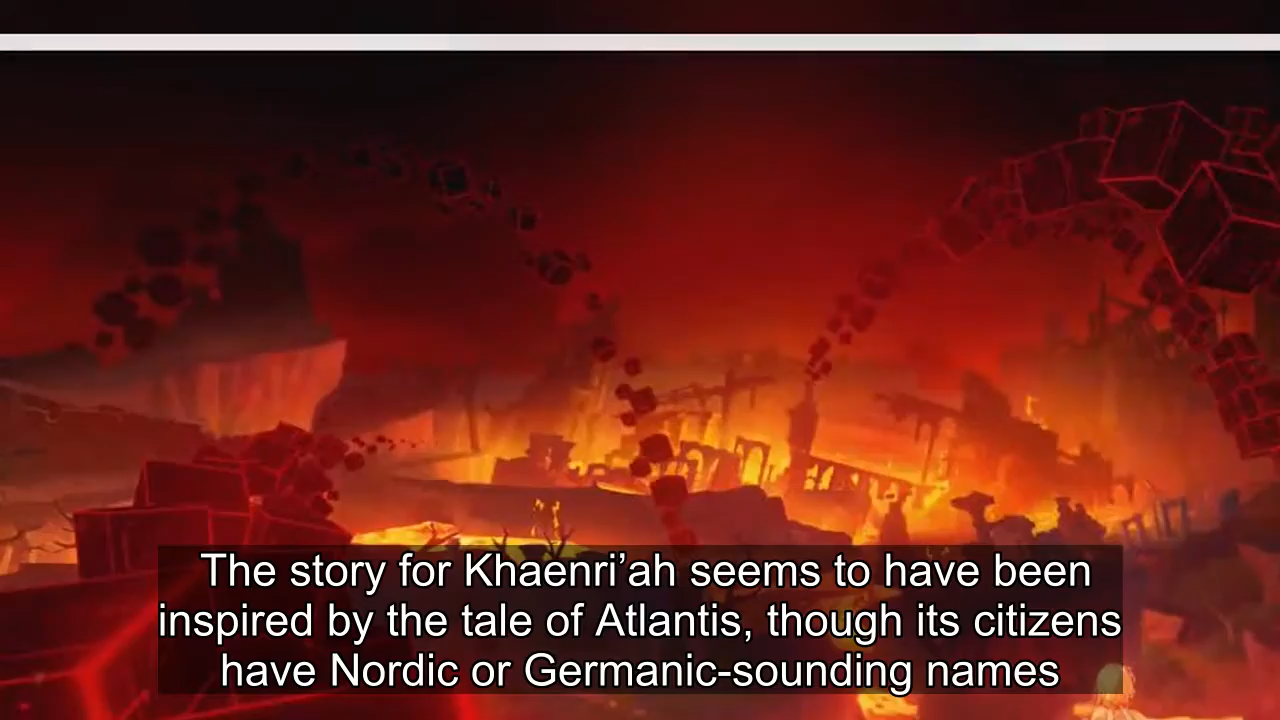 The story for Khaenri’ah seems to have been
inspired by the tale of Atlantis, though its citizens
have Nordic or Germanic-sounding names